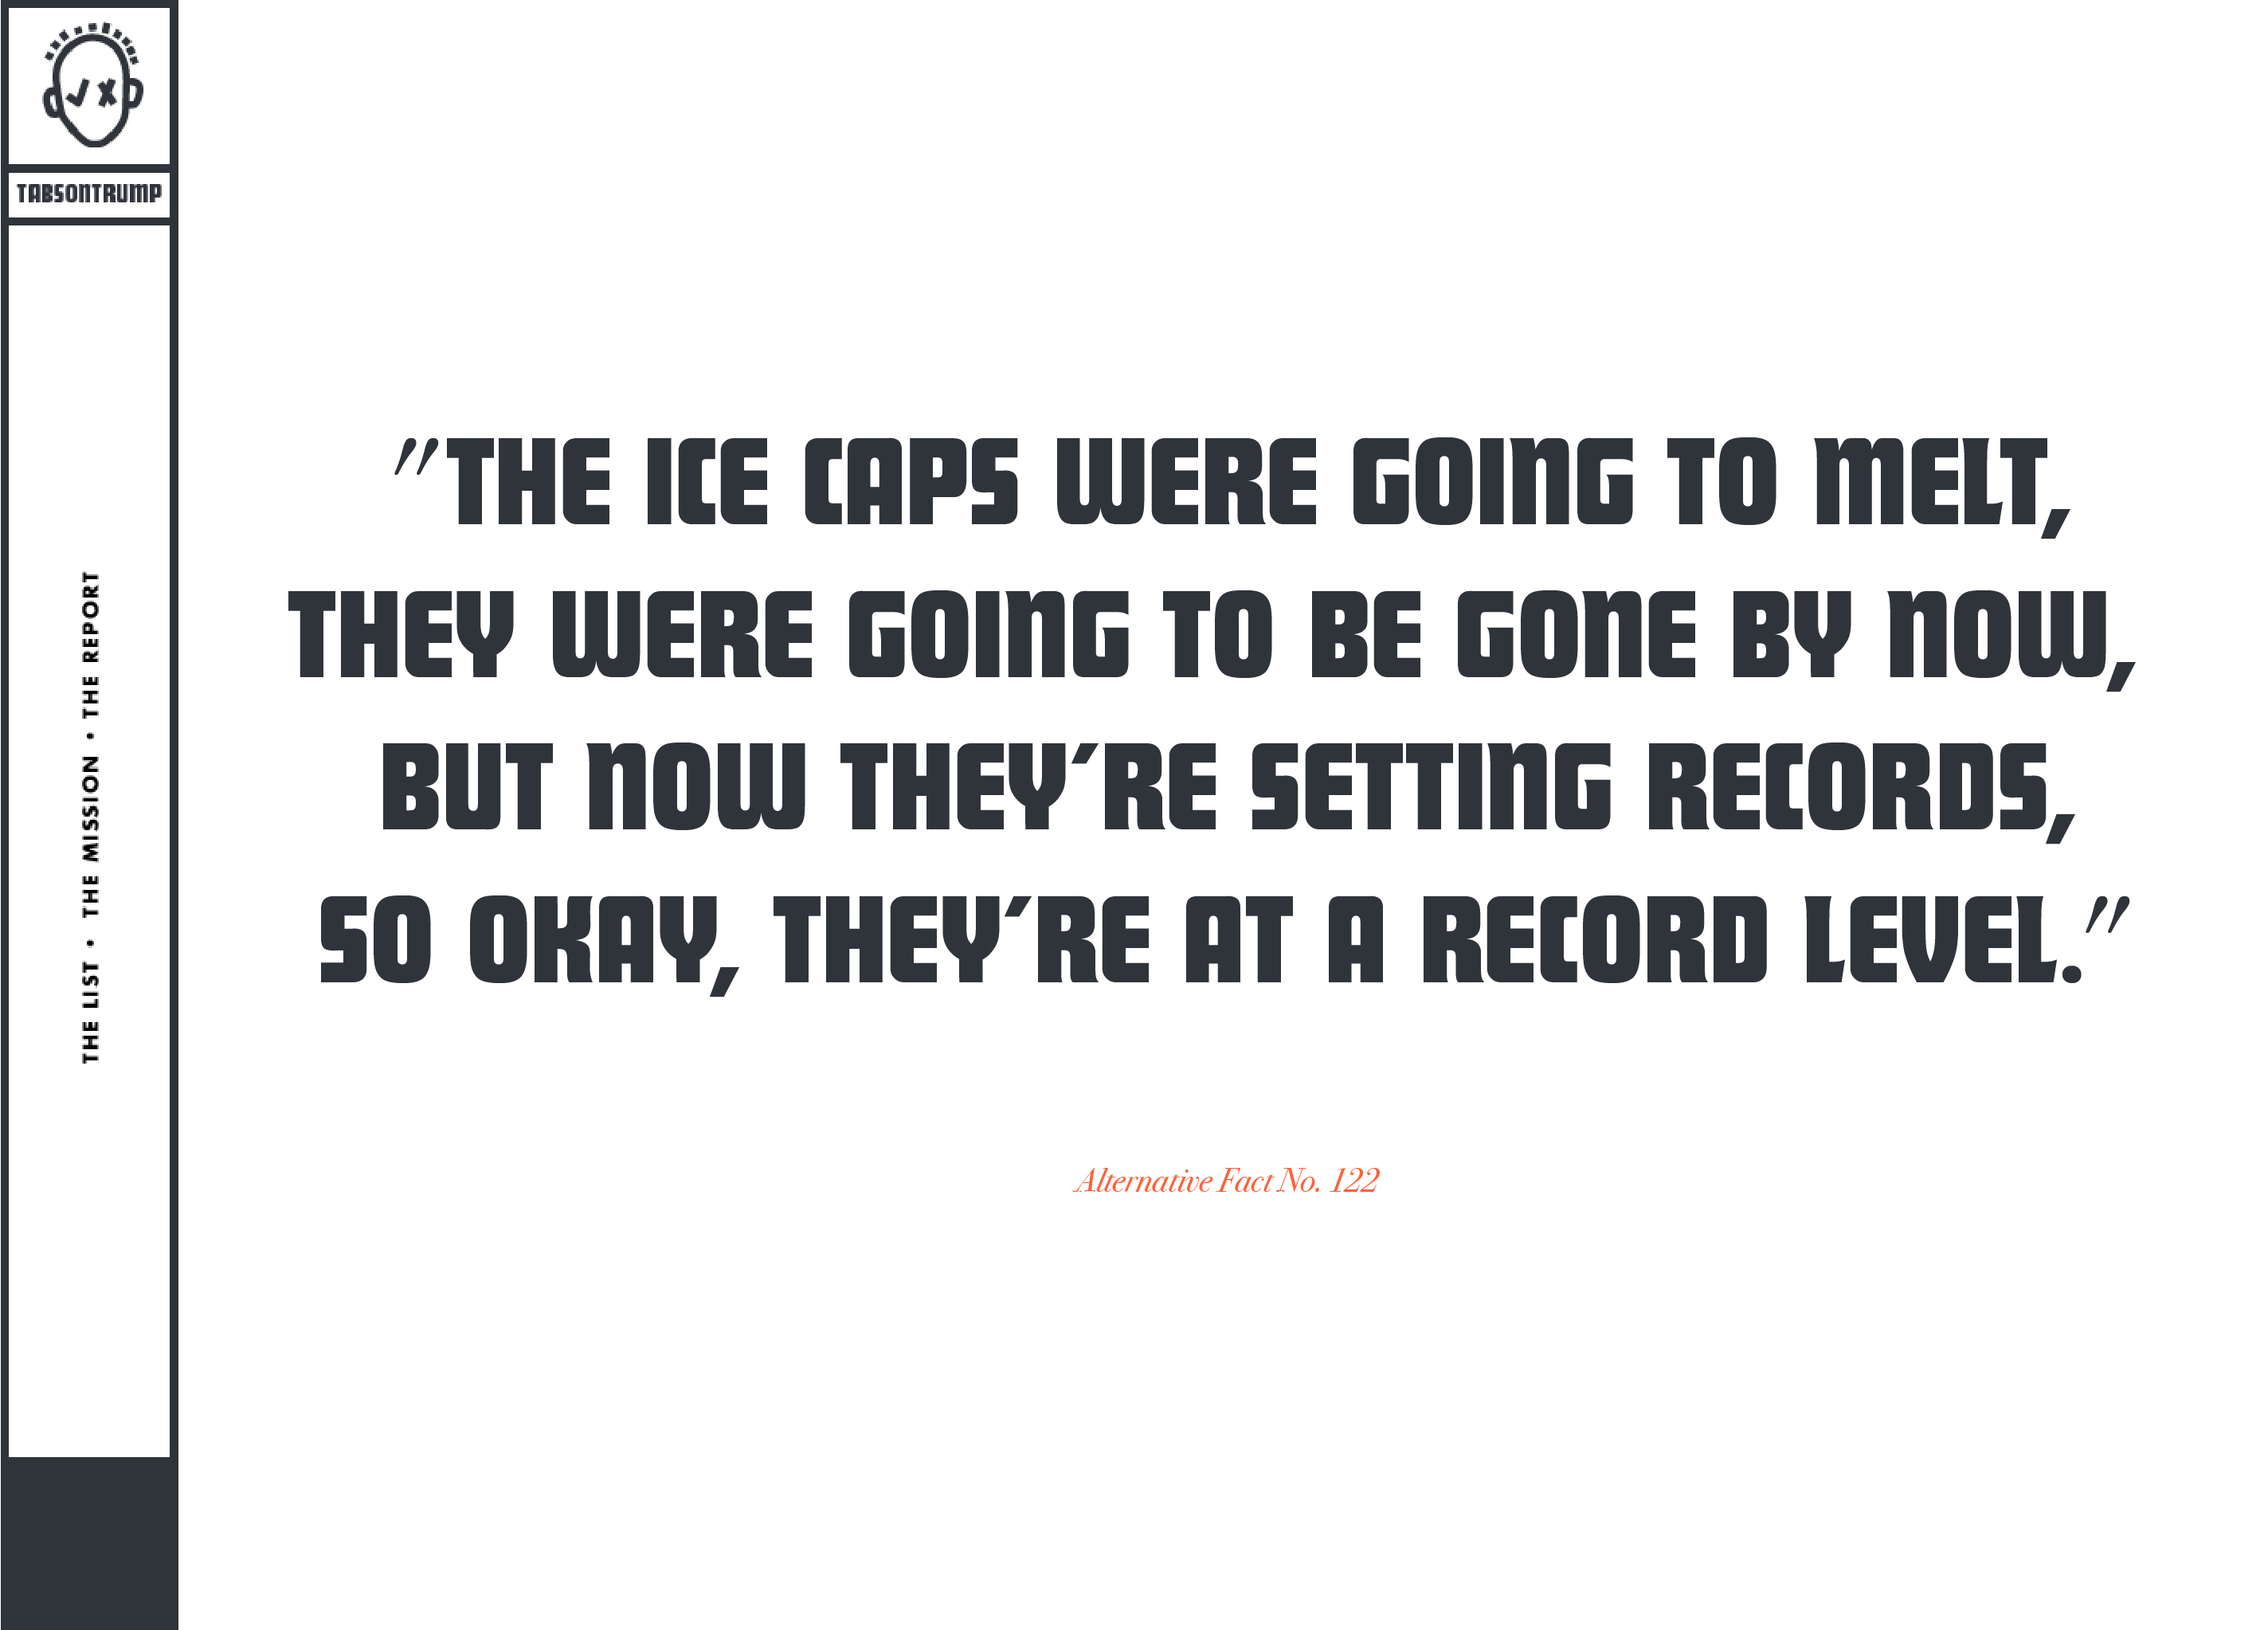 TABSONTRUMP
THE LIST • THE MISSION • THE REPORT
"THE ICE CAPS WERE GOING TO MELT,
THEY WERE GOING TO BE GONE BY NOW,
BUT NOW THEY'RE SETTING RECORDS,
SO OKAY, THEY'RE AT A RECORD LEVEL."
Alternative Fact No. 122